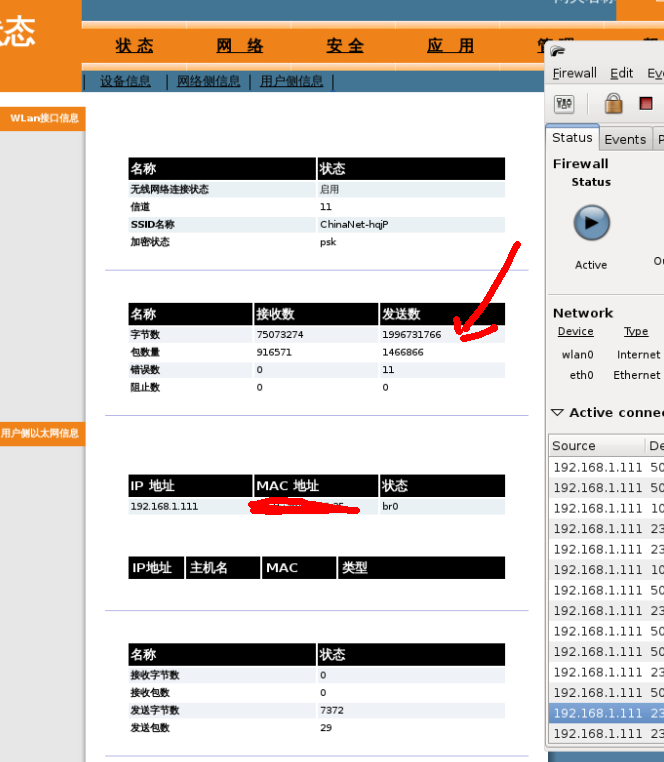 状态
网 络
安 全
应 用
设备信息 | 网络侧信息 | 用户侧信息 |
状 态
WLan接口信息
名称 状态
无线网络连接状态 启用
信道 11
SSID名称 ChinaNet-hqjP
加密状态 psk
名称 接收数 发送数
字节数 75073274 1996731766
包数量 916571 1466866
错误数 0 11
阻止数 0 0
用户侧以太网信息
IP 地址 MAC 地址 状态
192.168.1.111 br0
IP地址 主机名 MAC 类型
名称 状态
接收字节数 0
接收包数 0
发送字节数 7372
发送包数 29
Firewall Edit Eve
Status Events P
Firewall
Status
Active Ou
Network
Device Type
wlan0 Internet
eth0 Ethernet
Active connec
Source De
192.168.1.111 50
192.168.1.111 50
192.168.1.111 10
192.168.1.111 23
192.168.1.111 23
192.168.1.111 10
192.168.1.111 50
192.168.1.111 23
192.168.1.111 50
192.168.1.111 50
192.168.1.111 23
192.168.1.111 50
192.168.1.111 23
192.168.1.111 23